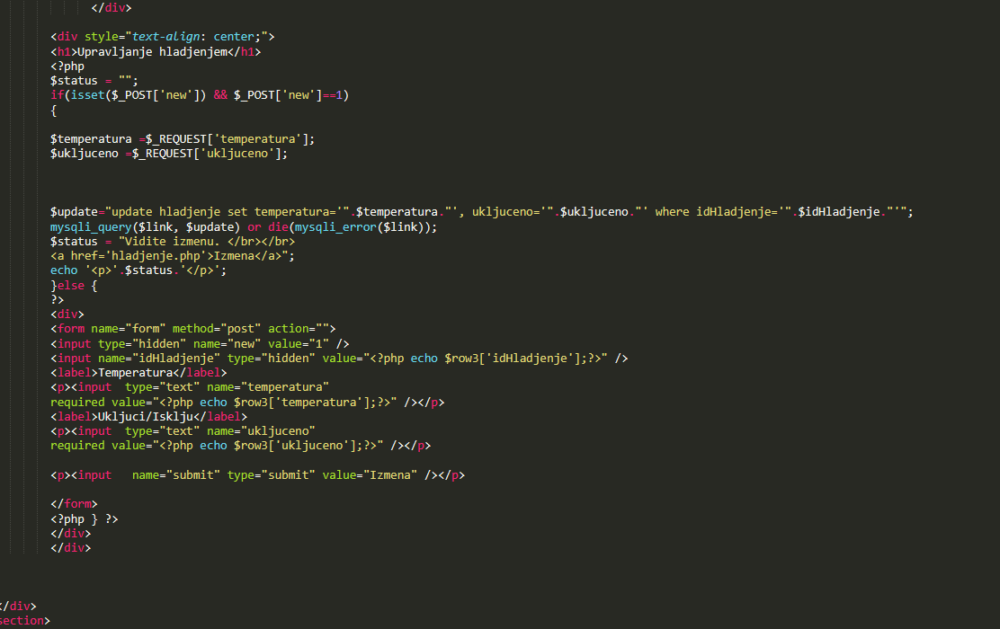 </div>
<div style="text-align: center;">
<h1>Upravljanje hladjenjem</h1>
<?php
$status = "";
if(isset($_POST['new']) && $_POST['new']==1)
{
$temperatura =$_REQUEST['temperatura'];
$ukljuceno =$_REQUEST['ukljuceno'];
$update="update hladjenje set temperatura='".$temperatura."', ukljuceno='".$ukljuceno."' where idHladjenje='".$idHladjenje."'";
mysqli_query($link, $update) or die(mysqli_error($link));
$status = "Vidite izmenu. </br></br>
<a href='hladjenje.php'>Izmena</a>";
echo '<p>'.$status.'</p>';
}else {
?>
<div>
<form name="form" method="post" action="">
<input type="hidden" name="new" value="1" />
<input name="idHladjenje" type="hidden" value="<?php echo $row3['idHladjenje'];?>" />
<label>Temperatura</label>
<p><input  type="text" name="temperatura"
required value="<?php echo $row3['temperatura'];?>" /></p>
<label>Ukljuci/Isklju</label>
<p><input  type="text" name="ukljuceno"
required value="<?php echo $row3['ukljuceno'];?>" /></p>
<p><input   name="submit" type="submit" value="Izmena" /></p>
</form>
<?php } ?>
</div>
</div>
</div>
section>